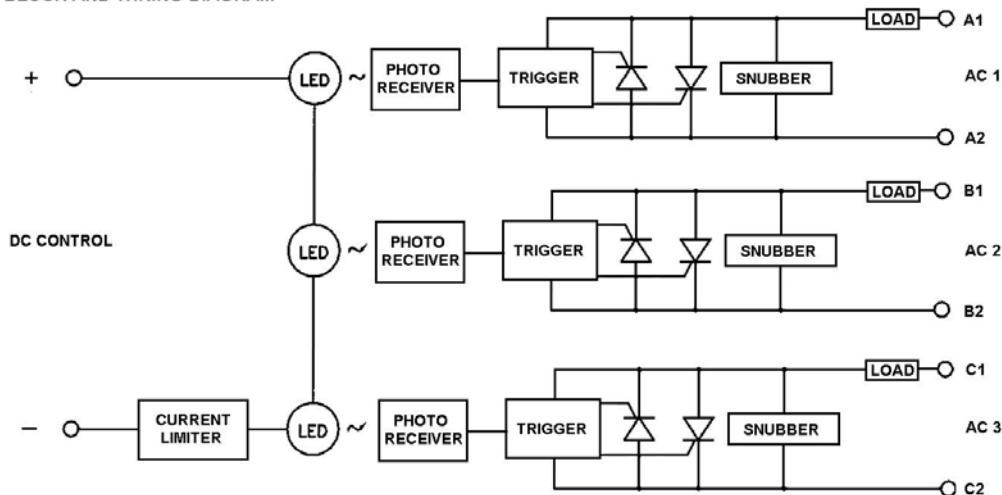 LOAD A1
+ LED ~ PHOTO RECEIVER TRIGGER SNUBBER AC 1
A2
LOAD B1
DC CONTROL LED ~ PHOTO RECEIVER TRIGGER SNUBBER AC 2
B2
LOAD C1
− CURRENT LIMITER LED ~ PHOTO RECEIVER TRIGGER SNUBBER AC 3
C2